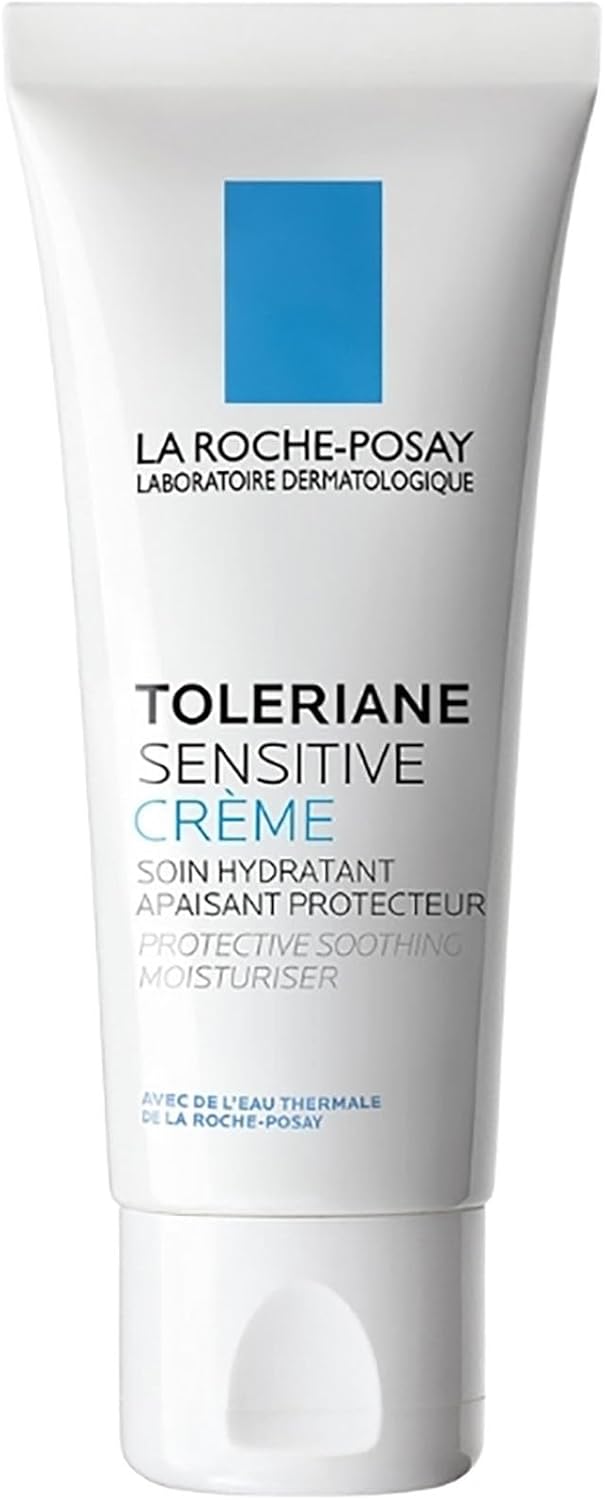 LA ROCHE-POSAY
LABORATOIRE DERMATOLOGIQUE
TOLERIANE
SENSITIVE
CRÈME
SOIN HYDRATANT
APAISANT PROTECTEUR
PROTECTIVE SOOTHING
MOISTURISER
AVEC DE L'EAU THERMALE
DE LA ROCHE-POSAY